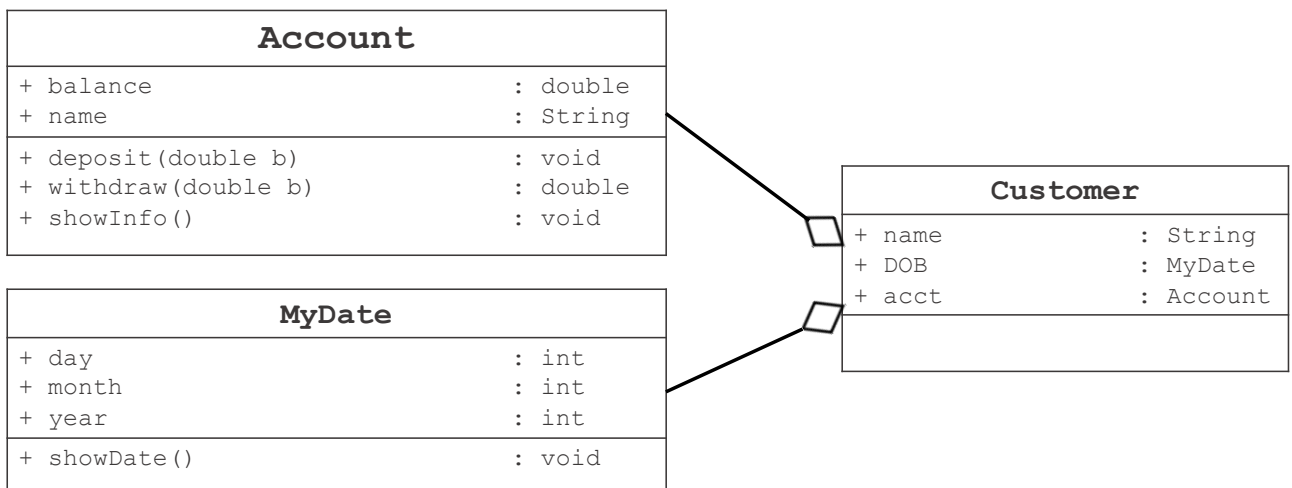 Account
+ balance : double
+ name : String
+ deposit(double b) : void
+ withdraw(double b) : double
+ showInfo() : void
MyDate
+ day : int
+ month : int
+ year : int
+ showDate() : void
Customer
+ name : String
+ DOB : MyDate
+ acct : Account